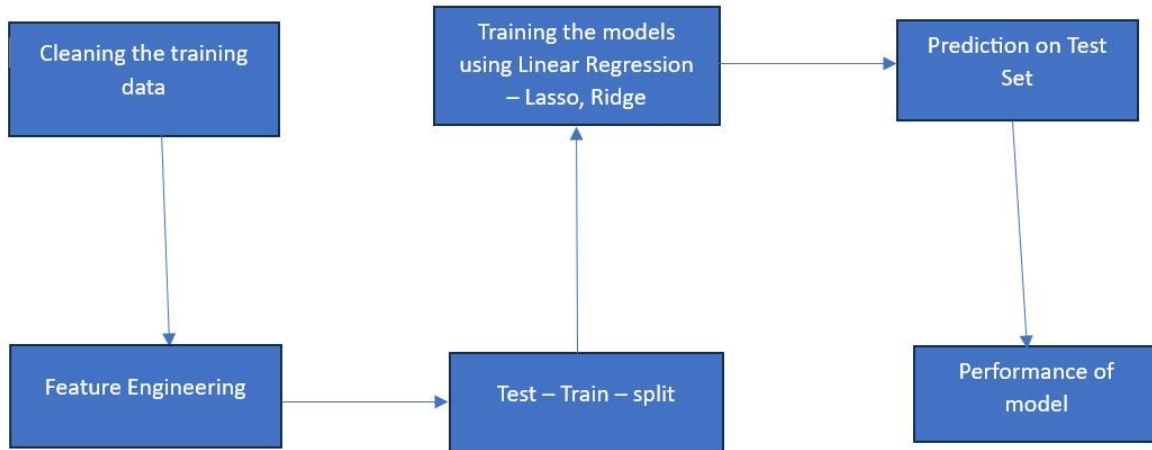 Cleaning the training
data
Feature Engineering
Test – Train – split
Training the models
using Linear Regression
– Lasso, Ridge
Prediction on Test
Set
Performance of
model